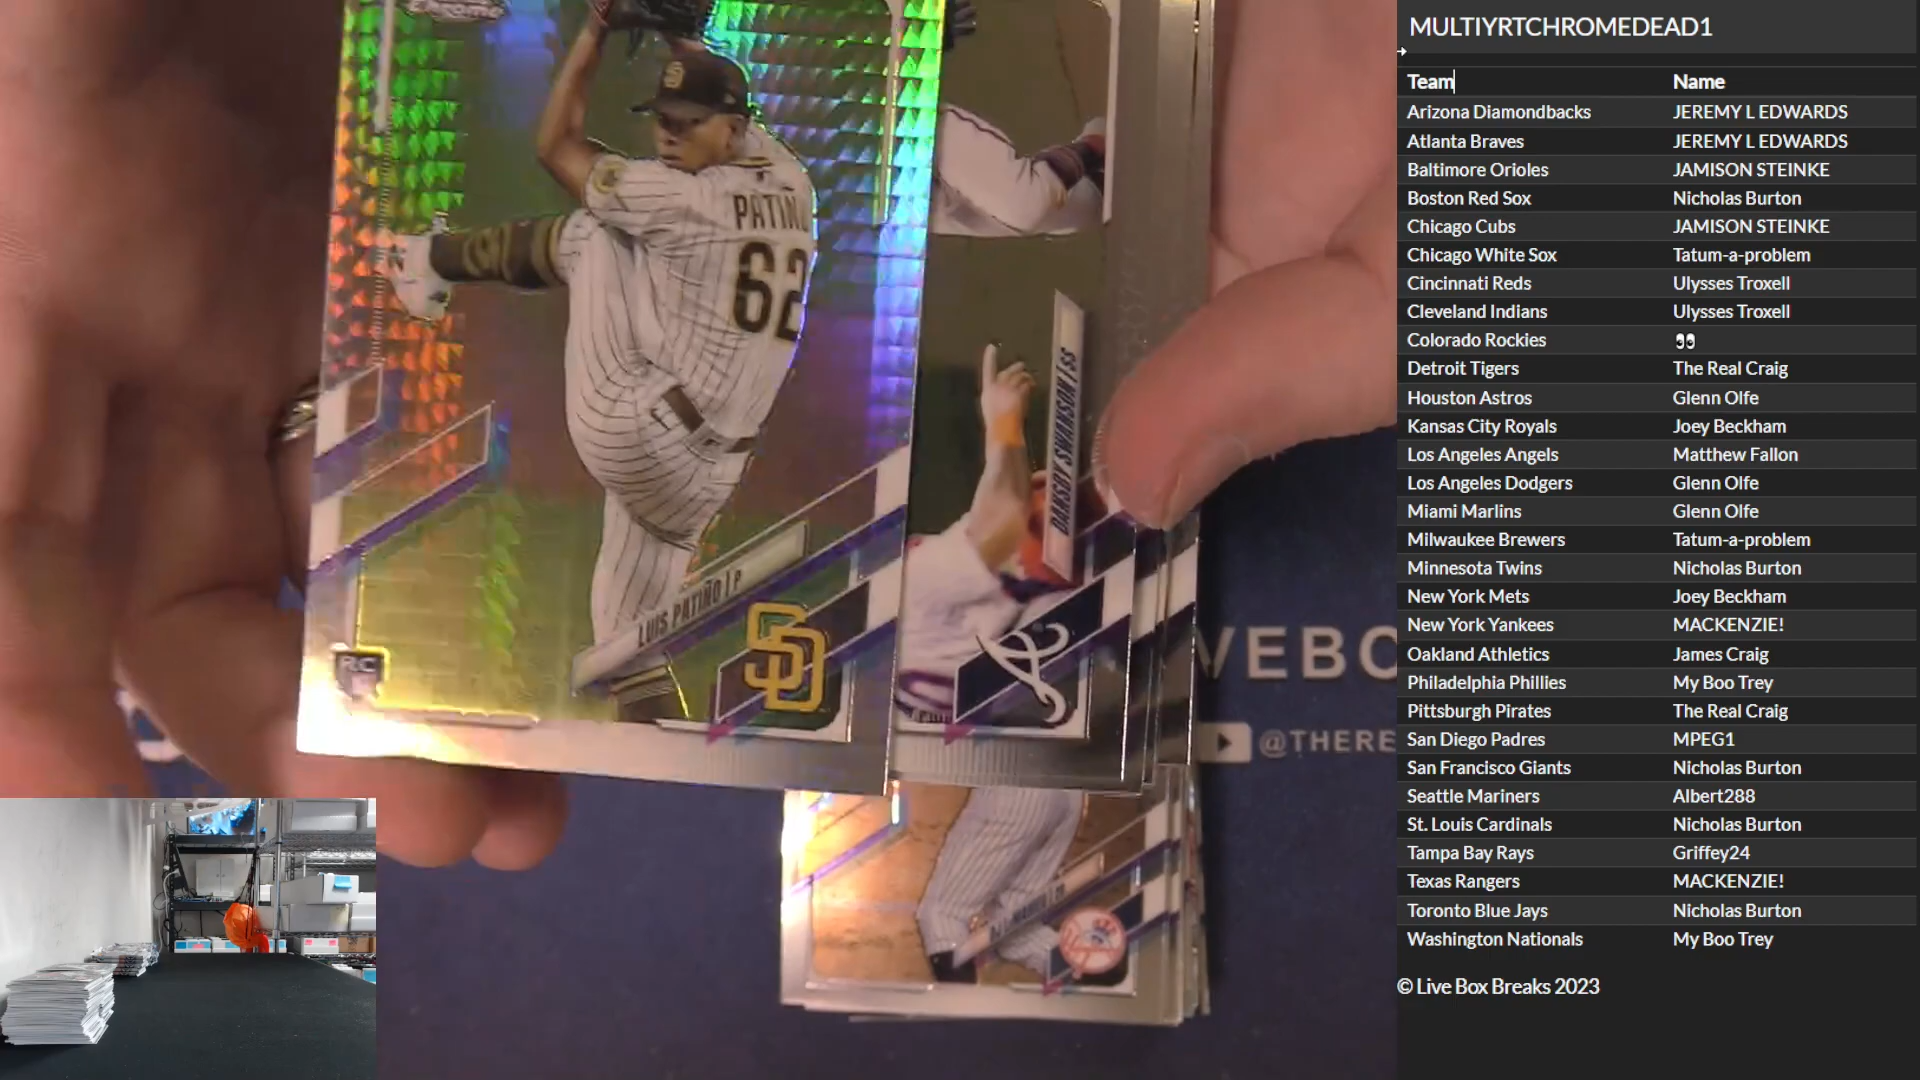 MULTIYRTCHROMEDEAD1
Team Name
Arizona Diamondbacks JEREMY L EDWARDS
Atlanta Braves JEREMY L EDWARDS
Baltimore Orioles JAMISON STEINKE
Boston Red Sox Nicholas Burton
Chicago Cubs JAMISON STEINKE
Chicago White Sox Tatum-a-problem
Cincinnati Reds Ulysses Troxell
Cleveland Indians Ulysses Troxell
Colorado Rockies 👀
Detroit Tigers The Real Craig
Houston Astros Glenn Olfe
Kansas City Royals Joey Beckham
Los Angeles Angels Matthew Fallon
Los Angeles Dodgers Glenn Olfe
Miami Marlins Glenn Olfe
Milwaukee Brewers Tatum-a-problem
Minnesota Twins Nicholas Burton
New York Mets Joey Beckham
New York Yankees MACKENZIE!
Oakland Athletics James Craig
Philadelphia Phillies My Boo Trey
Pittsburgh Pirates The Real Craig
San Diego Padres MPEG1
San Francisco Giants Nicholas Burton
Seattle Mariners Albert288
St. Louis Cardinals Nicholas Burton
Tampa Bay Rays Griffey24
Texas Rangers MACKENZIE!
Toronto Blue Jays Nicholas Burton
Washington Nationals My Boo Trey
© Live Box Breaks 2023
Chrome
PATIÑ
62
LUIS PATIÑO | P
SD
RC
DANSBY SWANSON | SS
VEBO
@THERE